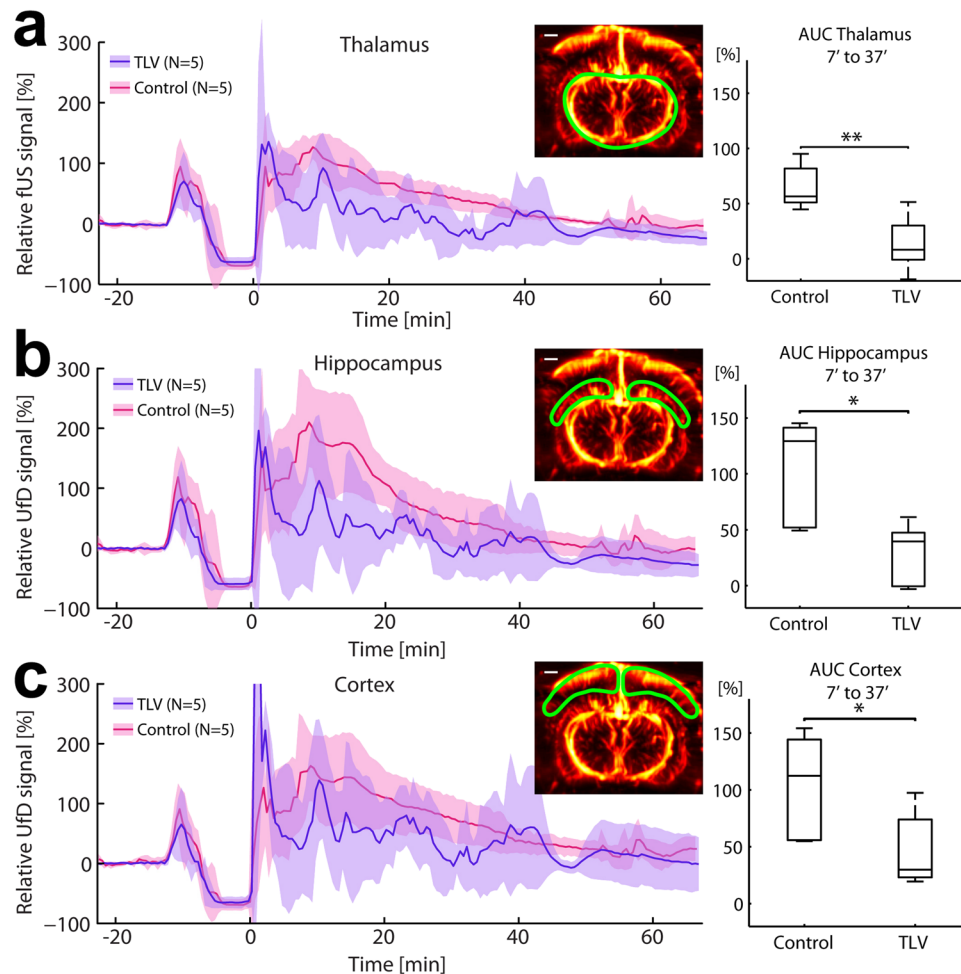 a
Thalamus
Relative fUS signal [%]
300
200
100
0
−100
TLV (N=5)
Control (N=5)
-20
0
20
40
60
Time [min]
AUC Thalamus
7′ to 37′
[%]
150
100
50
0
**
Control
TLV
b
Hippocampus
Relative UfD signal [%]
300
200
100
0
−100
TLV (N=5)
Control (N=5)
-20
0
20
40
60
Time [min]
AUC Hippocampus
7′ to 37′
[%]
150
100
50
0
*
Control
TLV
c
Cortex
Relative UfD signal [%]
300
200
100
0
−100
TLV (N=5)
Control (N=5)
-20
0
20
40
60
Time [min]
AUC Cortex
7′ to 37′
[%]
150
100
50
0
*
Control
TLV